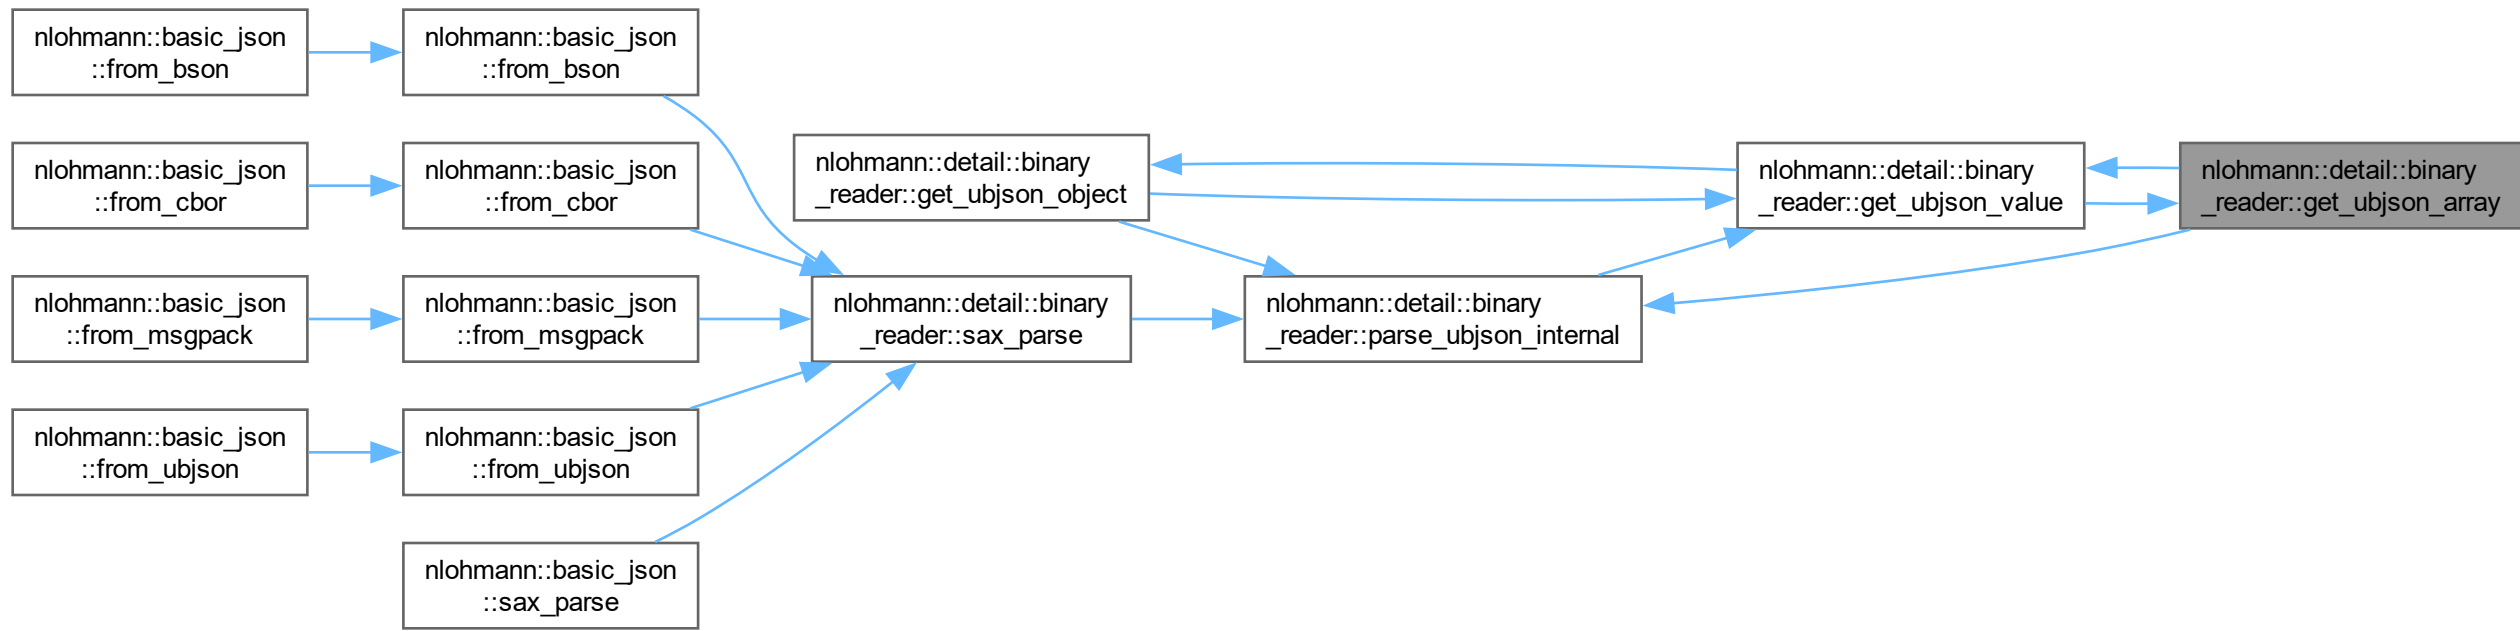 nlohmann::basic_json
::from_bson
nlohmann::basic_json
::from_bson
nlohmann::basic_json
::from_cbor
nlohmann::basic_json
::from_cbor
nlohmann::detail::binary
_reader::get_ubjson_object
nlohmann::detail::binary
_reader::get_ubjson_value
nlohmann::detail::binary
_reader::get_ubjson_array
nlohmann::basic_json
::from_msgpack
nlohmann::basic_json
::from_msgpack
nlohmann::detail::binary
_reader::sax_parse
nlohmann::detail::binary
_reader::parse_ubjson_internal
nlohmann::basic_json
::from_ubjson
nlohmann::basic_json
::from_ubjson
nlohmann::basic_json
::sax_parse